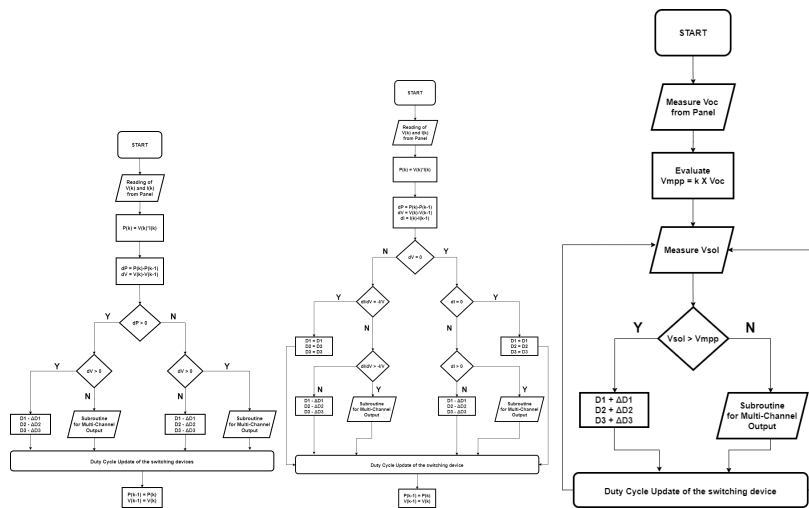 START
Reading of
V(k) and I(k)
from Panel
P(k) = V(k)*I(k)
dP = P(k)-P(k-1)
dV = V(k)-V(k-1)
dP > 0
Y
N
dV > 0
dV > 0
Y
N
Y
N
D1 - ΔD1
D2 - ΔD2
D3 - ΔD3
Subroutine
for Multi-Channel
Output
D1 - ΔD1
D2 - ΔD2
D3 - ΔD3
Subroutine
for Multi-Channel
Output
Duty Cycle Update of the switching devices
P(k-1) = P(k)
V(k-1) = V(k)
START
Reading of
V(k) and I(k)
from Panel
P(k) = V(k)*I(k)
dP = P(k)-P(k-1)
dV = V(k)-V(k-1)
dI = I(k)-I(k-1)
dV = 0
N
Y
dI/dV = -I/V
dI = 0
Y
N
N
Y
D1 = D1
D2 = D2
D3 = D3
D1 = D1
D2 = D2
D3 = D3
dI/dV > -I/V
dI > 0
N
Y
N
Y
D1 - ΔD1
D2 - ΔD2
D3 - ΔD3
Subroutine
for Multi-Channel
Output
D1 - ΔD1
D2 - ΔD2
D3 - ΔD3
Subroutine
for Multi-Channel
Output
Duty Cycle Update of the switching device
P(k-1) = P(k)
V(k-1) = V(k)
START
Measure Voc
from Panel
Evaluate
Vmpp = k X Voc
Measure Vsol
Vsol > Vmpp
Y
N
D1 + ΔD1
D2 + ΔD2
D3 + ΔD3
Subroutine
for Multi-Channel
Output
Duty Cycle Update of the switching device